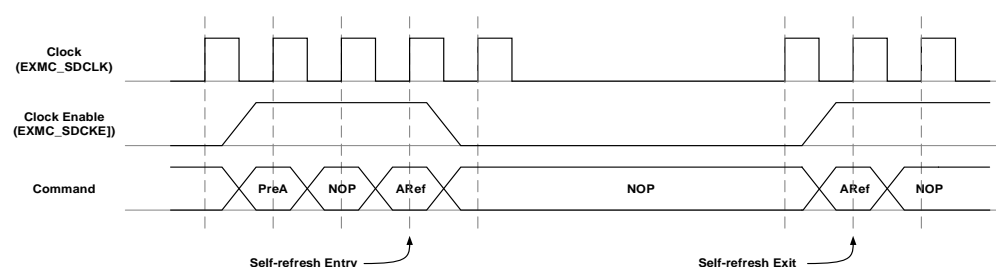 Clock
(EXMC_SDCLK)
Clock Enable
(EXMC_SDCKE])
Command
PreA
NOP
ARef
NOP
ARef
NOP
Self-refresh Entry
Self-refresh Exit